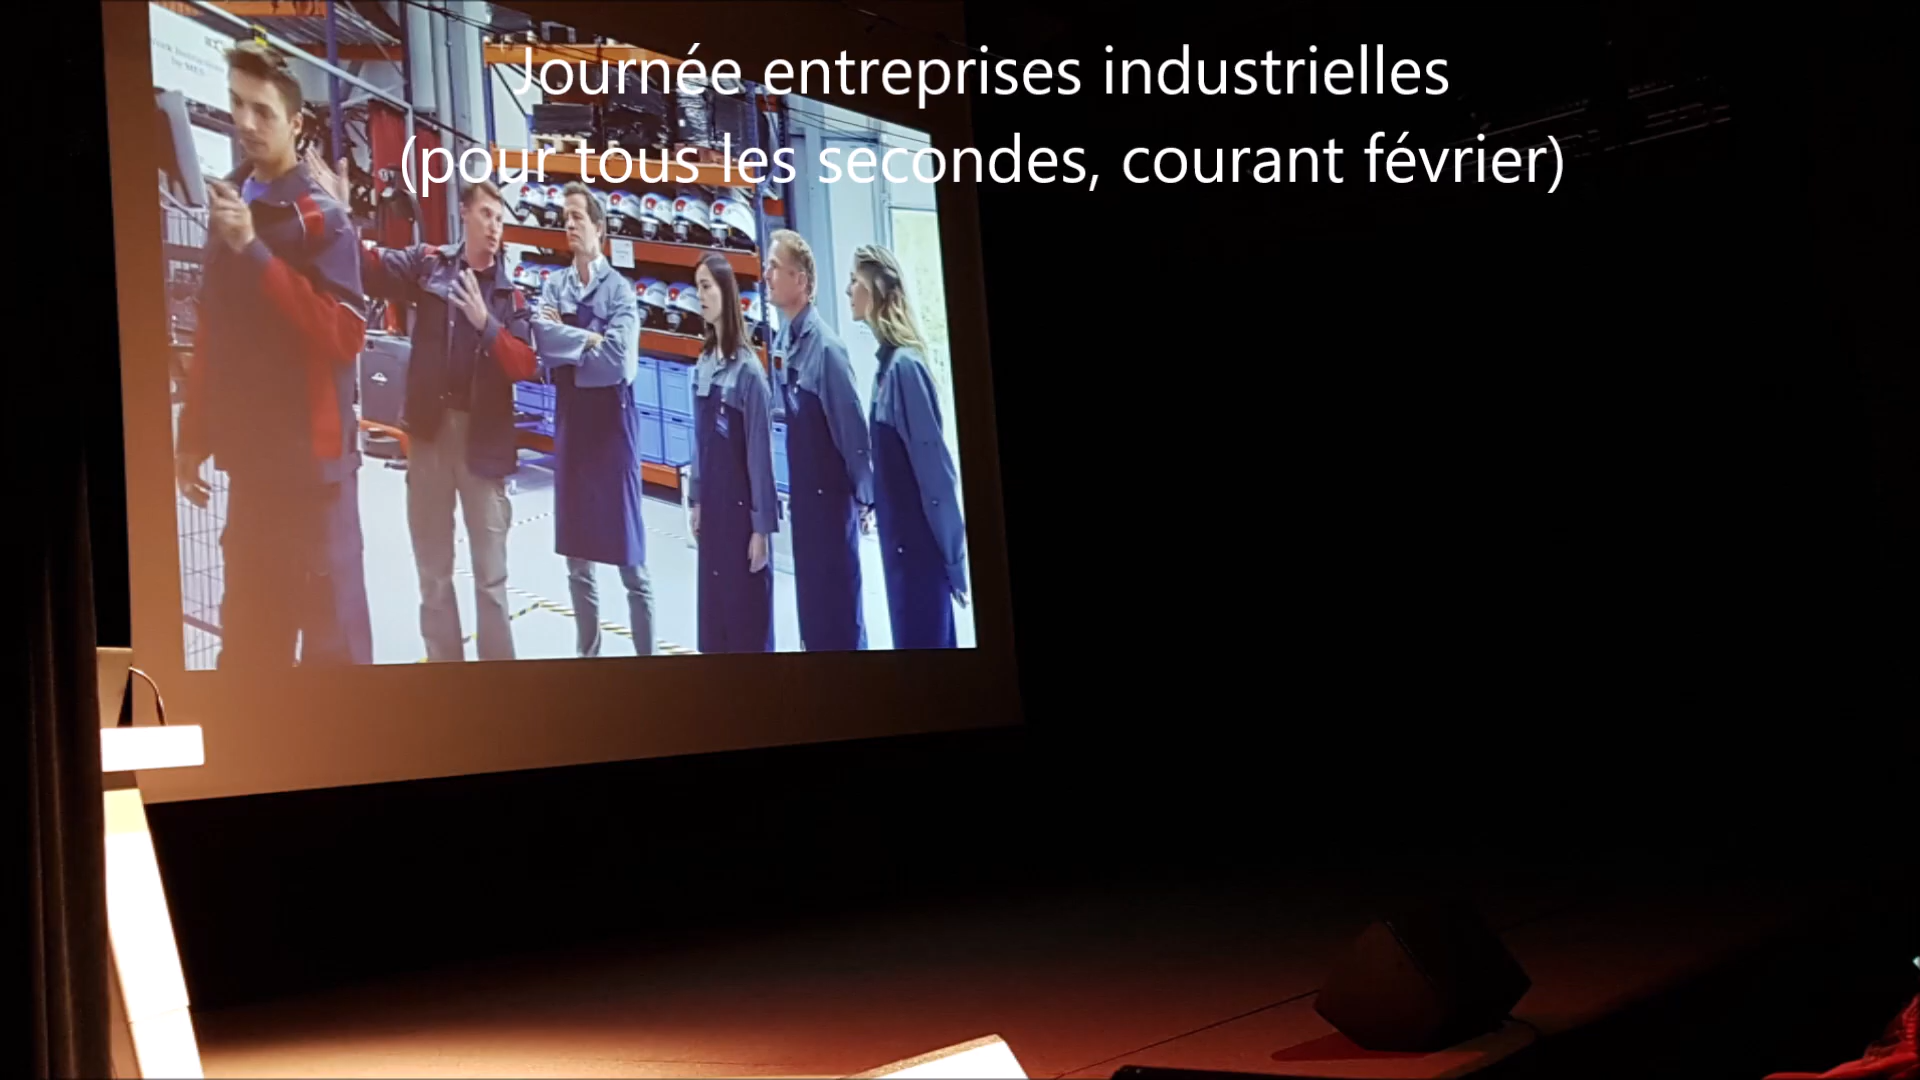 Journée entreprises industrielles
(pour tous les secondes, courant février)